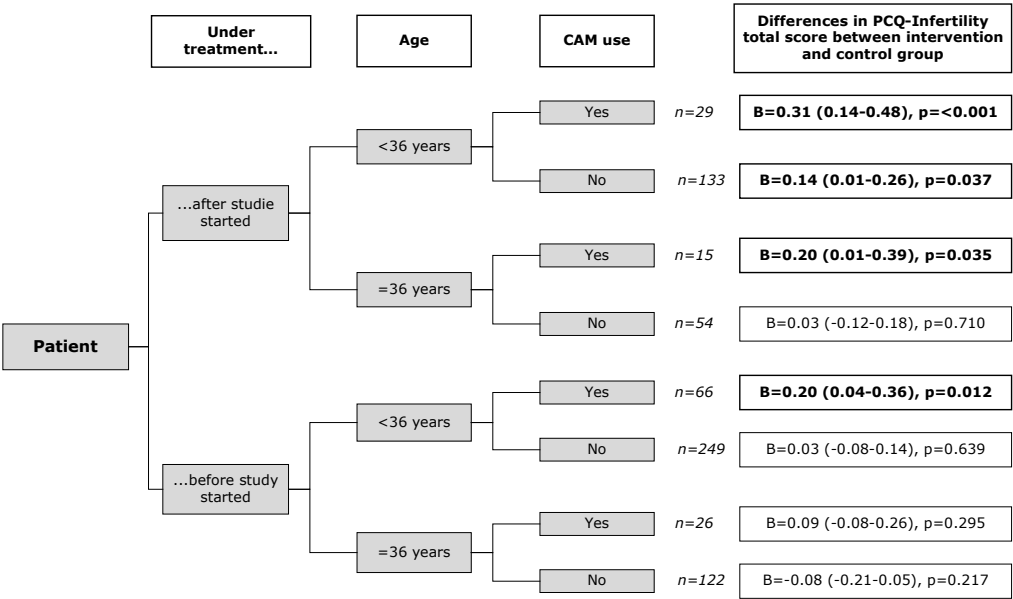 Under
treatment...
Age
CAM use
Differences in PCQ-Infertility
total score between intervention
and control group
Yes
n=29
B=0.31 (0.14-0.48), p=<0.001
<36 years
No
n=133
B=0.14 (0.01-0.26), p=0.037
...after studie
started
Yes
n=15
B=0.20 (0.01-0.39), p=0.035
=36 years
No
n=54
B=0.03 (-0.12-0.18), p=0.710
Patient
Yes
n=66
B=0.20 (0.04-0.36), p=0.012
<36 years
No
n=249
B=0.03 (-0.08-0.14), p=0.639
...before study
started
Yes
n=26
B=0.09 (-0.08-0.26), p=0.295
=36 years
No
n=122
B=-0.08 (-0.21-0.05), p=0.217